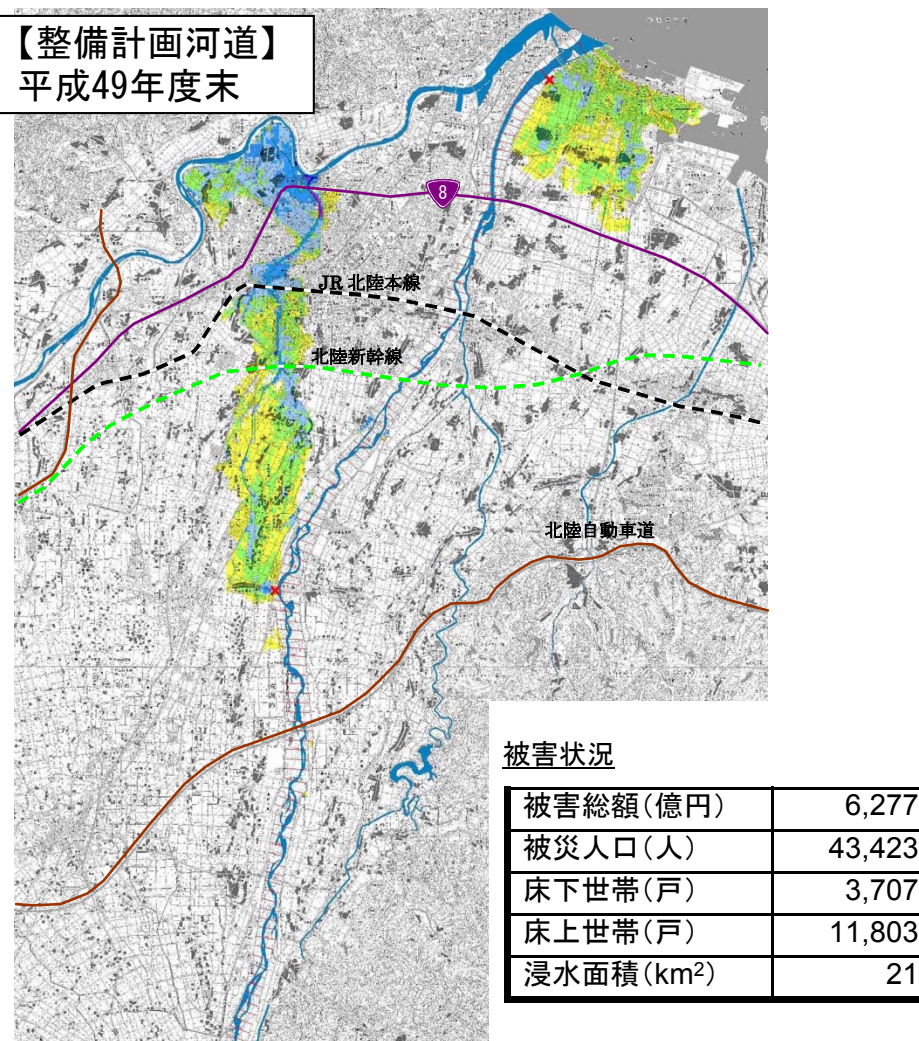 【整備計画河道】
平成49年度末
8
JR 北陸本線
北陸新幹線
北陸自動車道
被害状況
被害総額(億円) 6,277
被災人口(人) 43,423
床下世帯(戸) 3,707
床上世帯(戸) 11,803
浸水面積(km²) 21